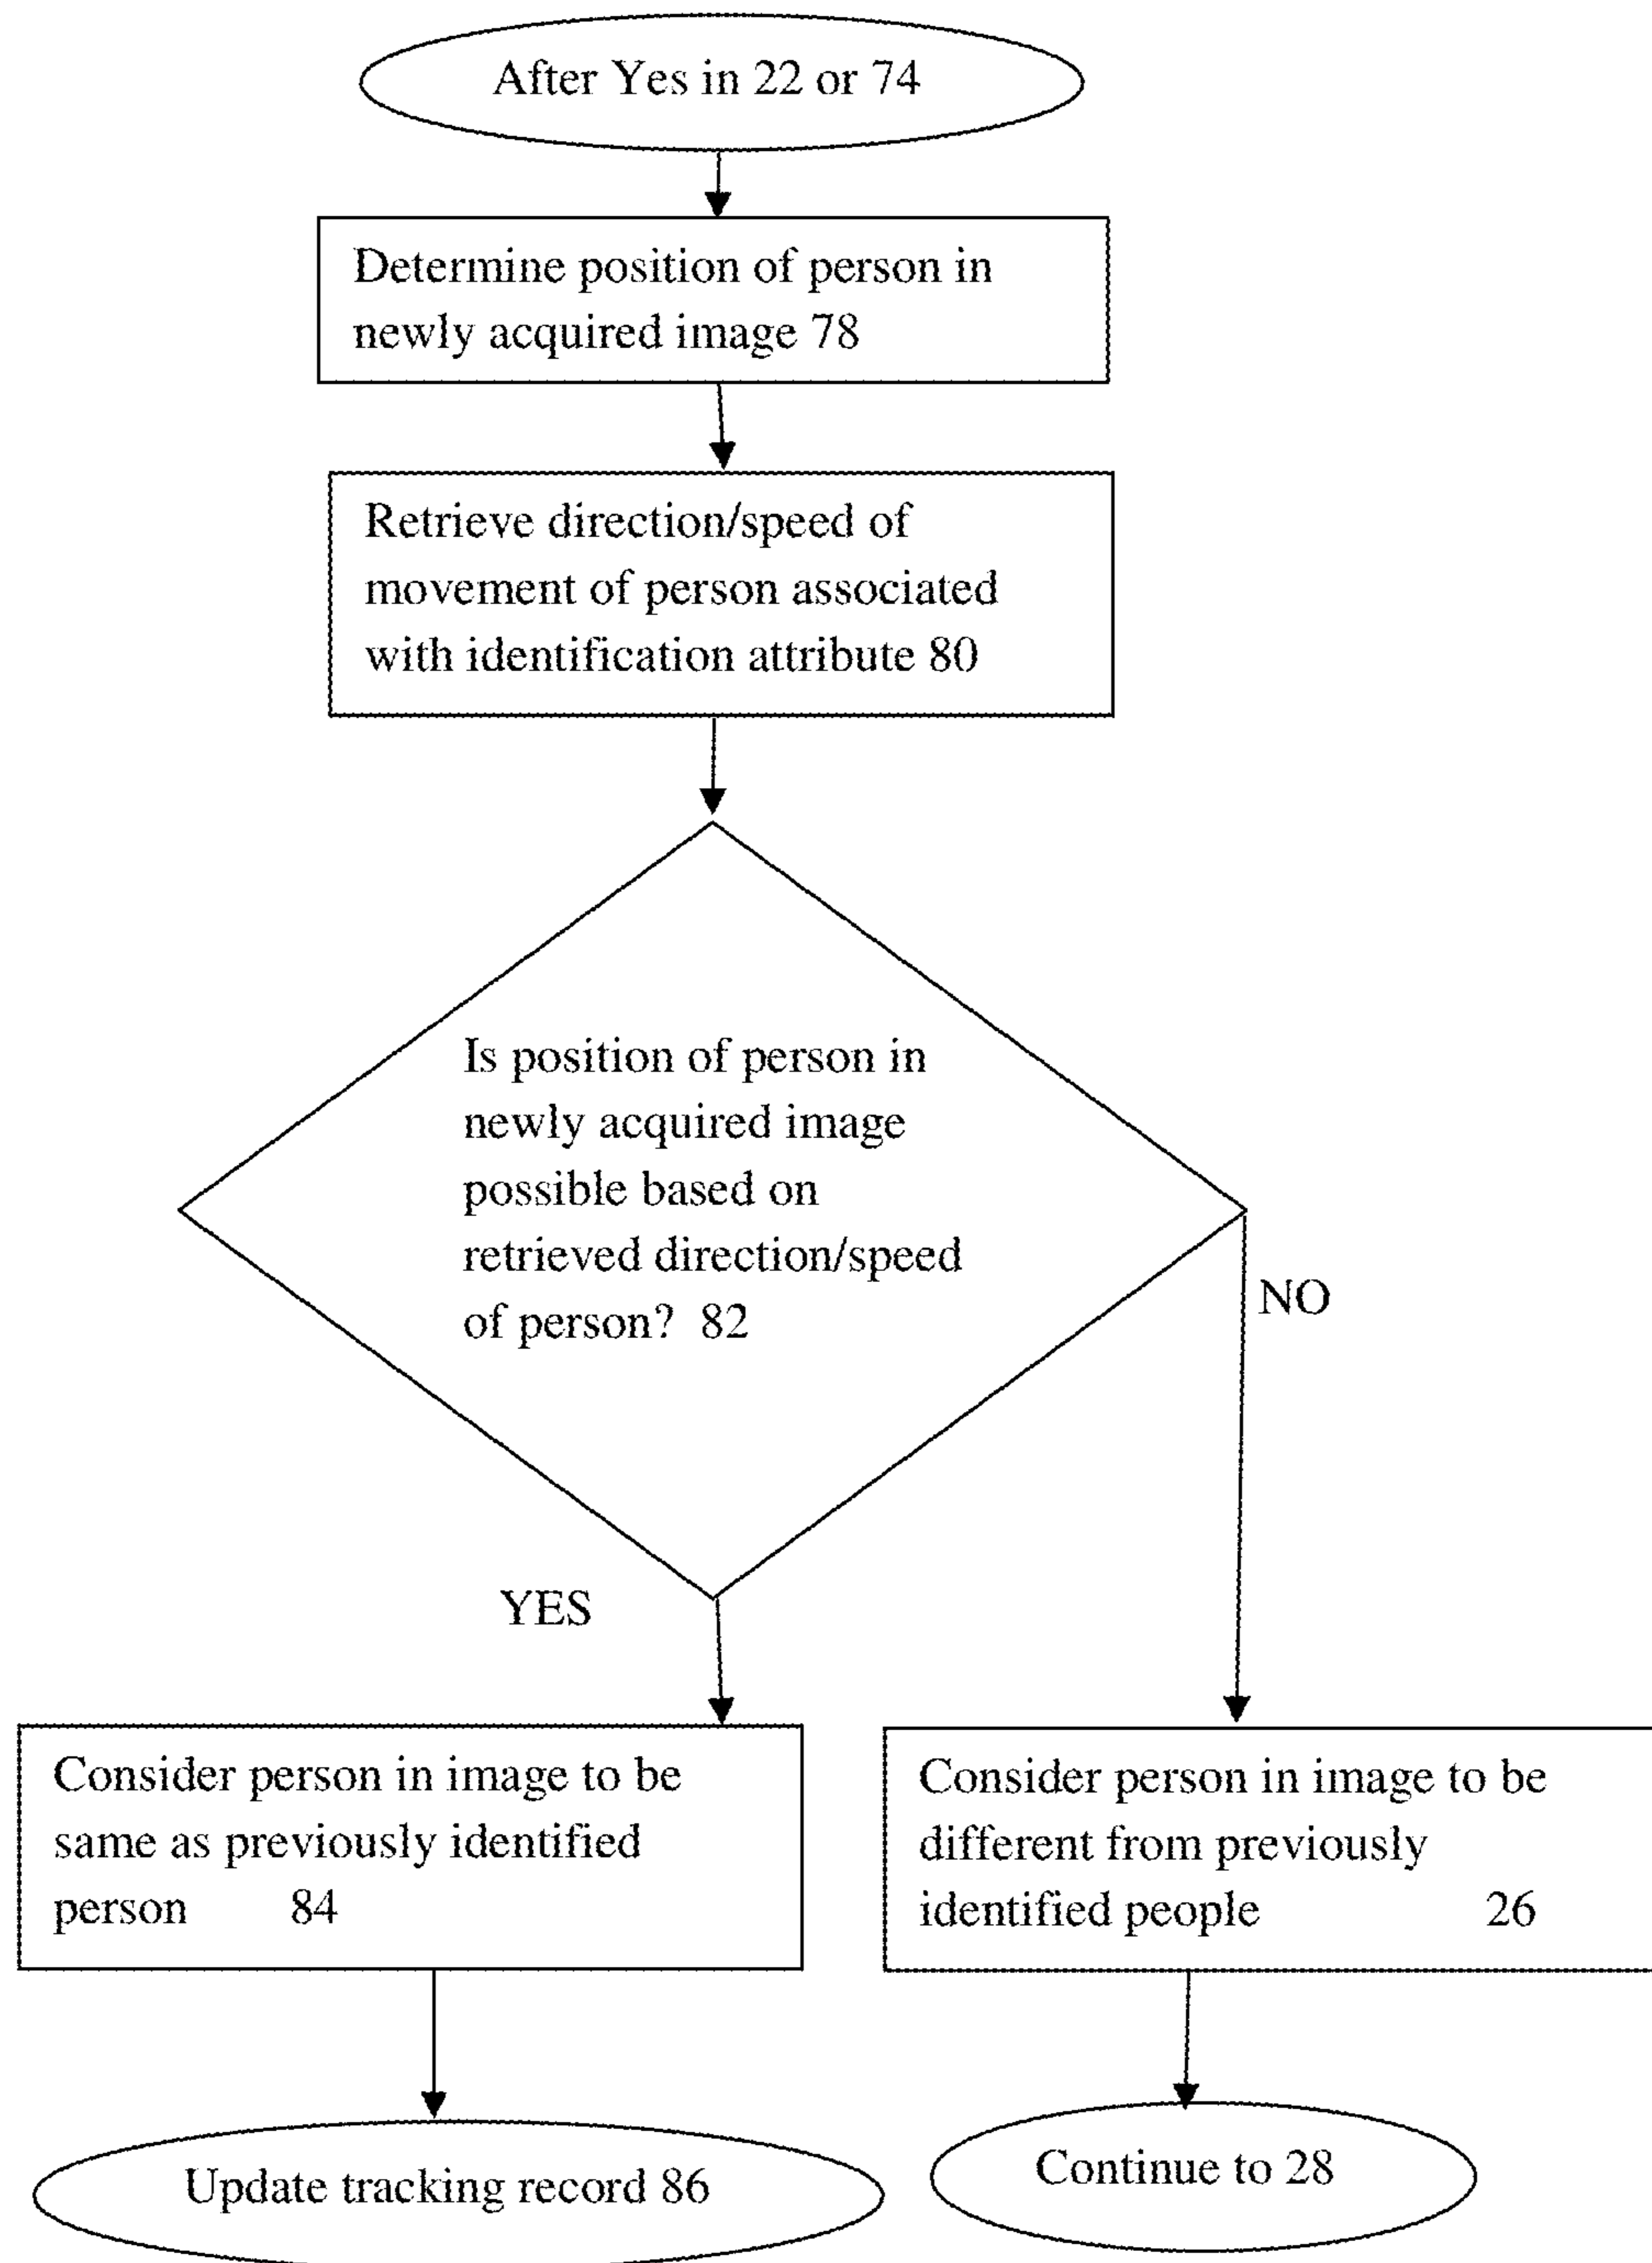 After Yes in 22 or 74
Determine position of person in
newly acquired image 78
Retrieve direction/speed of
movement of person associated
with identification attribute 80
Is position of person in
newly acquired image
possible based on
retrieved direction/speed
of person? 82
NO
YES
Consider person in image to be
same as previously identified
person 84
Consider person in image to be
different from previously
identified people 26
Update tracking record 86
Continue to 28